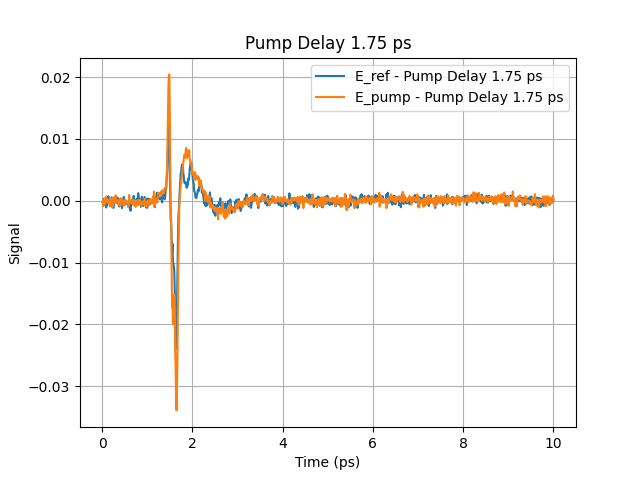 Pump Delay 1.75 ps
E_ref - Pump Delay 1.75 ps
E_pump - Pump Delay 1.75 ps
0.02
0.01
0.00
−0.01
−0.02
−0.03
Signal
0 2 4 6 8 10
Time (ps)